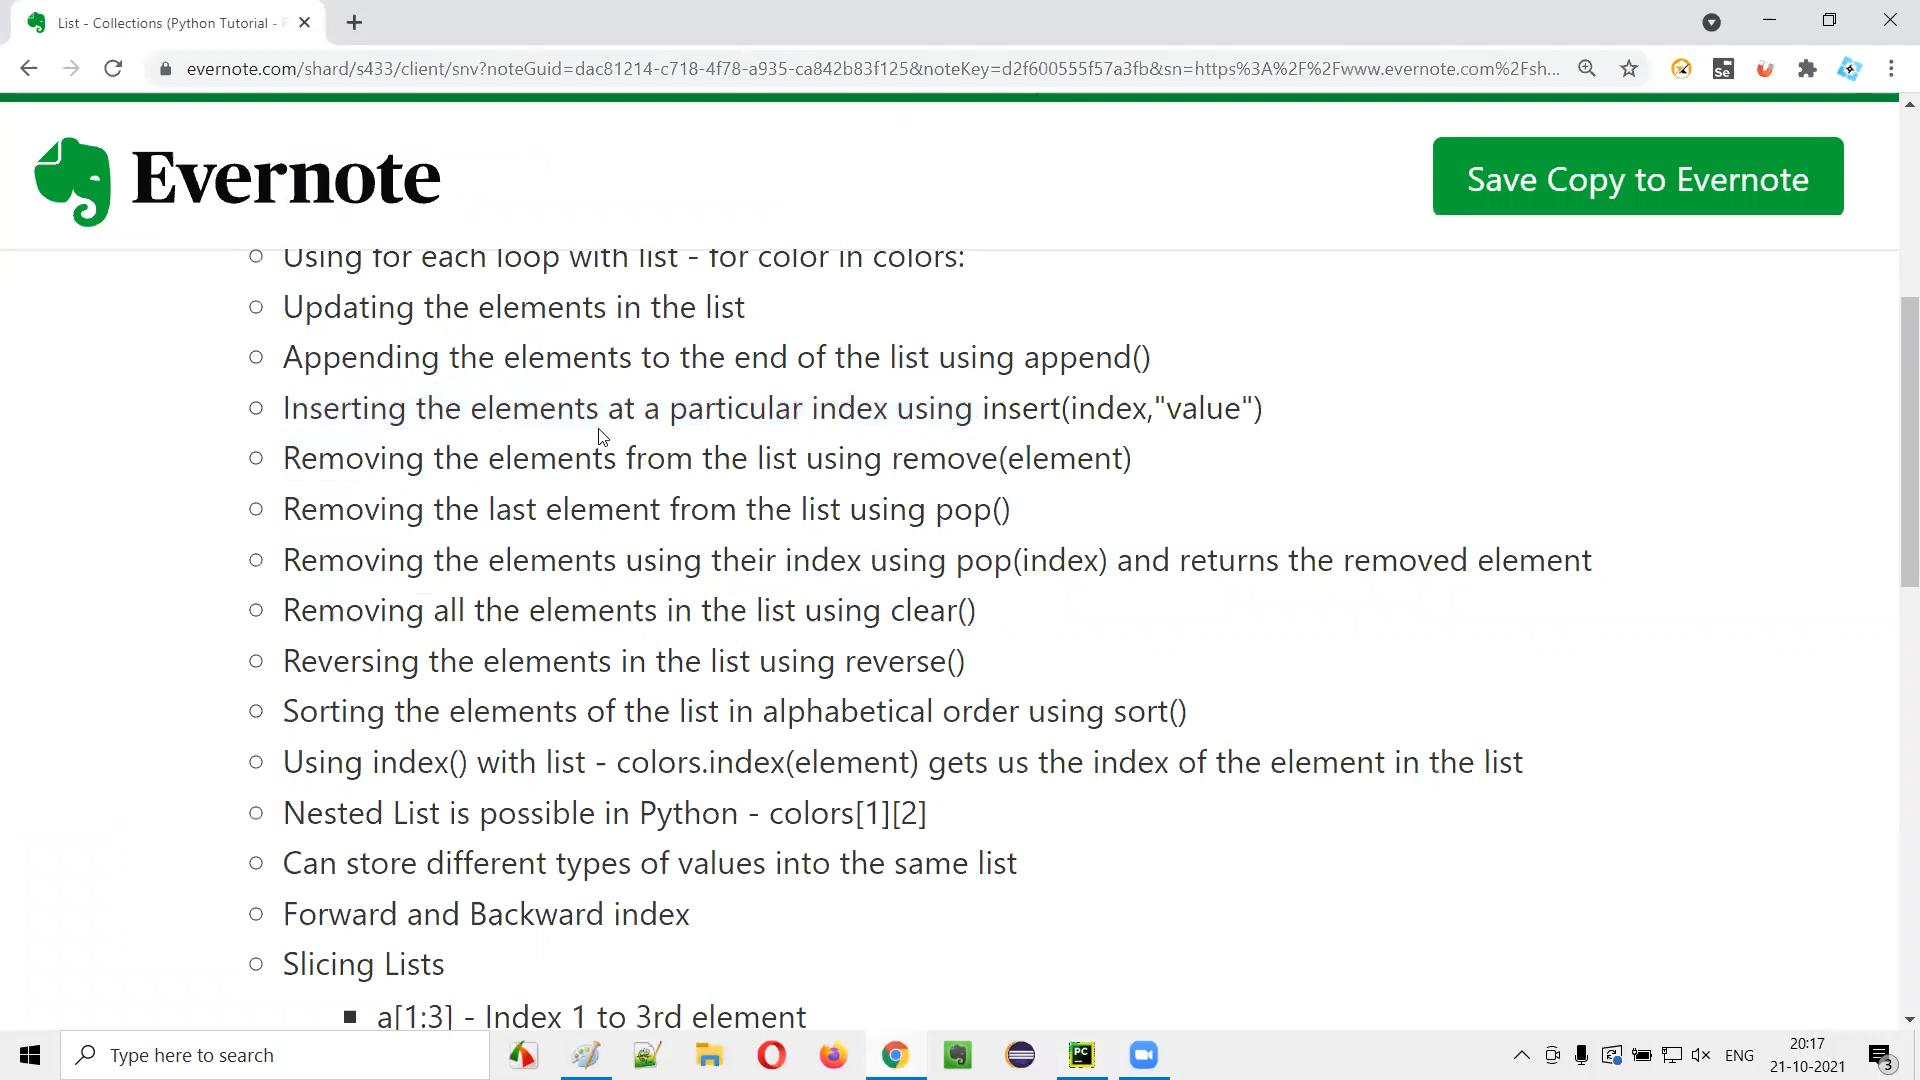 List - Collections (Python Tutorial -
evernote.com/shard/s433/client/snv?noteGuid=dac81214-c718-4f78-a935-ca842b83f125&noteKey=d2f600555f57a3fb&sn=https%3A%2F%2Fwww.evernote.com%2Fsh...
Se
Evernote
Save Copy to Evernote
Using for each loop with list - for color in colors:
Updating the elements in the list
Appending the elements to the end of the list using append()
Inserting the elements at a particular index using insert(index,"value")
Removing the elements from the list using remove(element)
Removing the last element from the list using pop()
Removing the elements using their index using pop(index) and returns the removed element
Removing all the elements in the list using clear()
Reversing the elements in the list using reverse()
Sorting the elements of the list in alphabetical order using sort()
Using index() with list - colors.index(element) gets us the index of the element in the list
Nested List is possible in Python - colors[1][2]
Can store different types of values into the same list
Forward and Backward index
Slicing Lists
a[1:3] - Index 1 to 3rd element
Type here to search
PC
ENG
20:17
21-10-2021
3